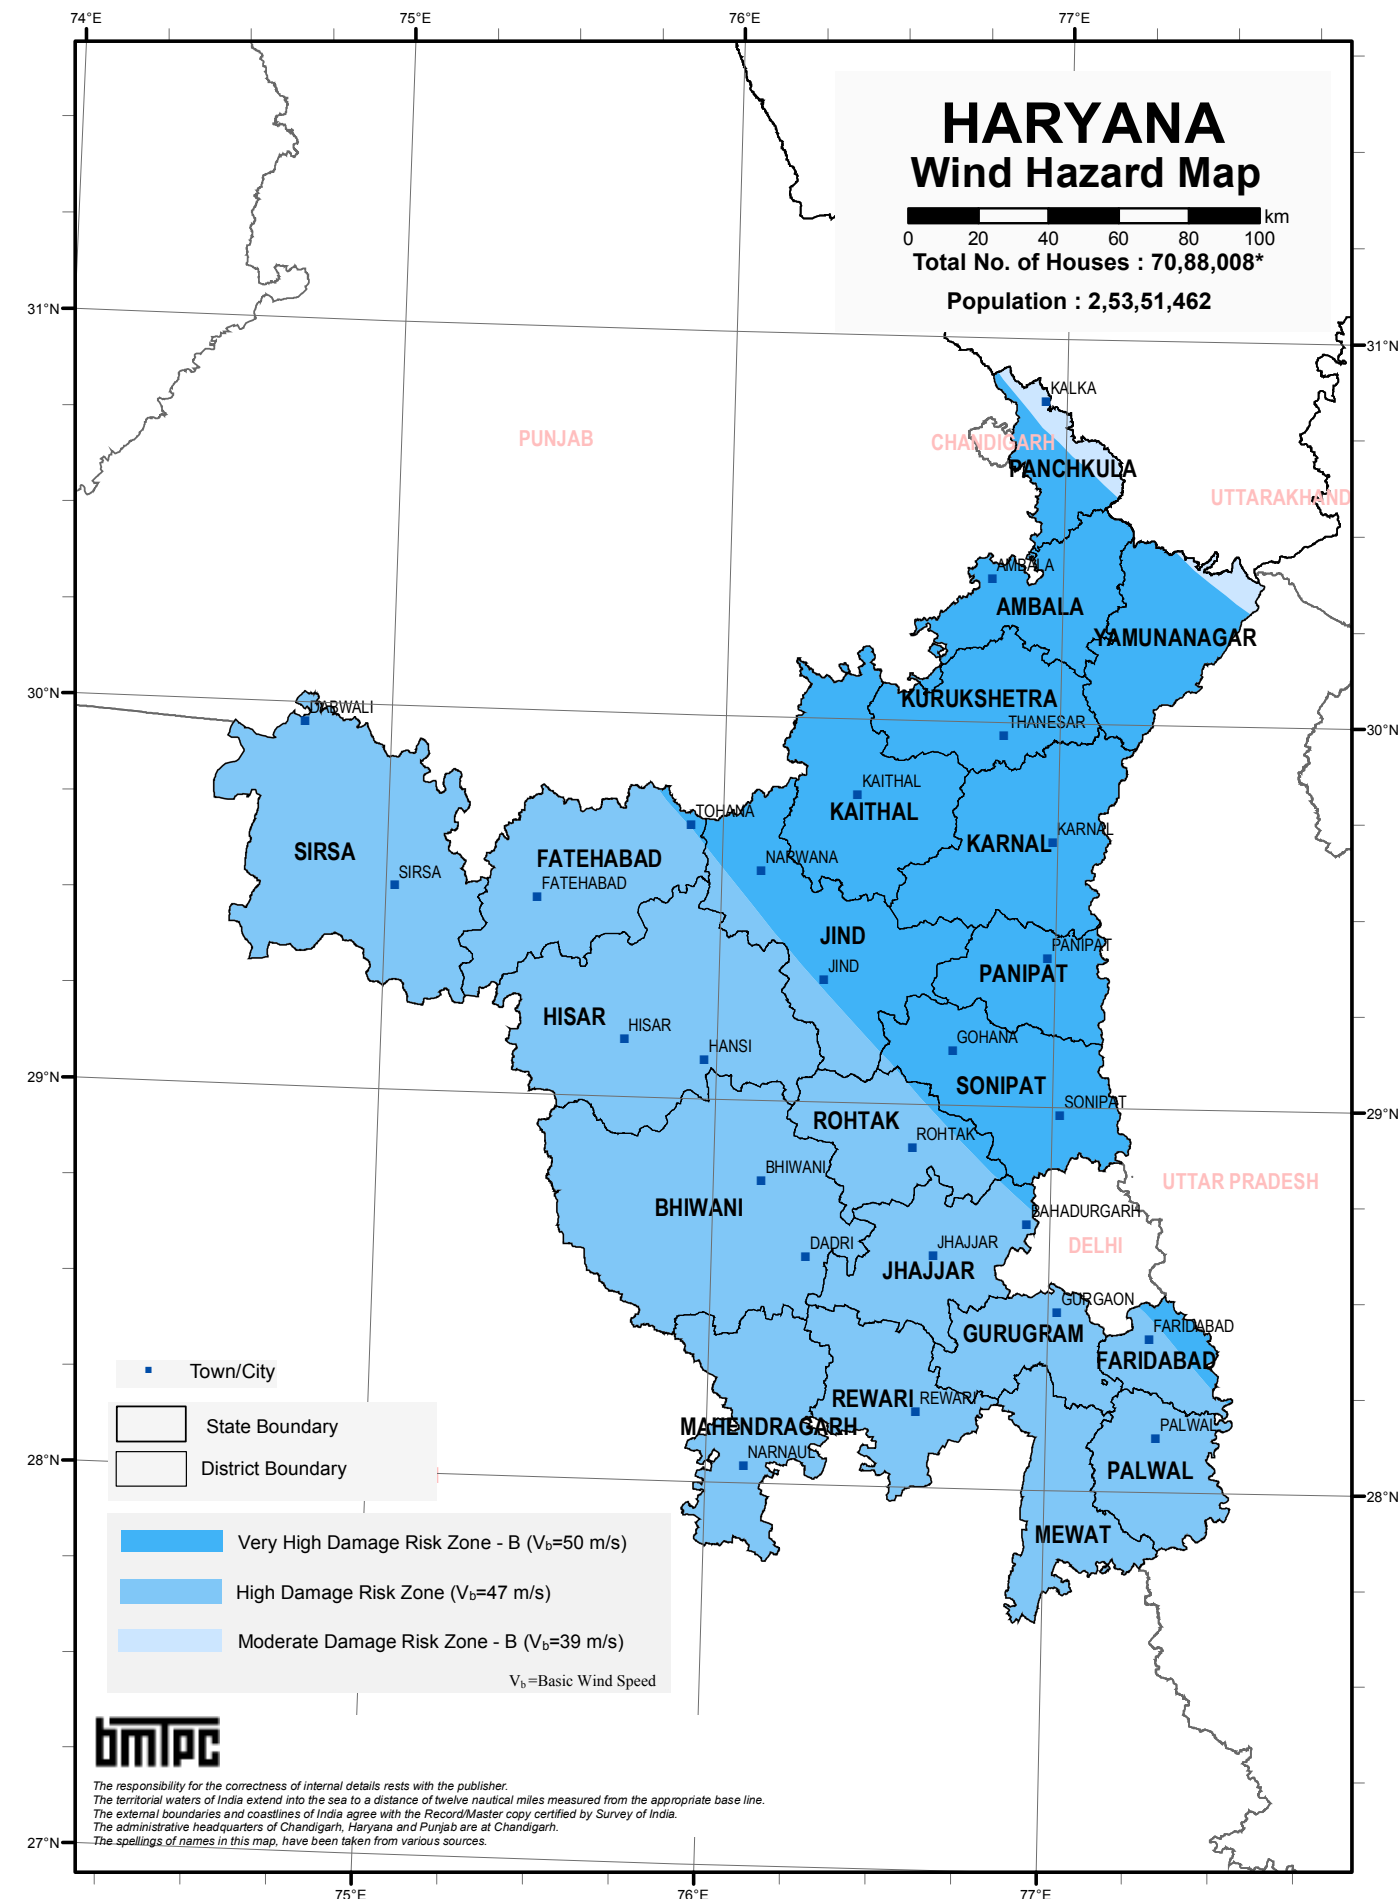 74°E
75°E
76°E
77°E
HARYANA
Wind Hazard Map
km
0 20 40 60 80 100
Total No. of Houses : 70,88,008*
Population : 2,53,51,462
31°N
31°N
KALKA
PUNJAB
CHANDIGARH
PANCHKULA
UTTARAKHAND
AMBALA
AMBALA
YAMUNANAGAR
30°N
KURUKSHETRA
DABWALI
THANESAR
30°N
KAITHAL
TOHANA
KAITHAL
KARNAL
KARNAL
SIRSA
FATEHABAD
NARWANA
SIRSA
FATEHABAD
JIND
PANIPAT
JIND
PANIPAT
HISAR
HISAR
GOHANA
HANSI
29°N
SONIPAT
SONIPAT
29°N
ROHTAK
ROHTAK
BHIWANI
UTTAR PRADESH
BHIWANI
BAHADURGARH
DADRI
JHAJJAR
DELHI
JHAJJAR
GURGAON
FARIDABAD
GURUGRAM
FARIDABAD
Town/City
REWARI
REWARI
State Boundary
MAHENDRAGARH
PALWAL
NARNAUL
28°N
District Boundary
PALWAL
28°N
MEWAT
Very High Damage Risk Zone - B (Vb=50 m/s)
High Damage Risk Zone (Vb=47 m/s)
Moderate Damage Risk Zone - B (Vb=39 m/s)
Vb=Basic Wind Speed
bmTPC
The responsibility for the correctness of internal details rests with the publisher.
The territorial waters of India extend into the sea to a distance of twelve nautical miles measured from the appropriate base line.
The external boundaries and coastlines of India agree with the Record/Master copy certified by Survey of India.
The administrative headquarters of Chandigarh, Haryana and Punjab are at Chandigarh.
27°N
The spellings of names in this map, have been taken from various sources.
75°E
76°E
77°E